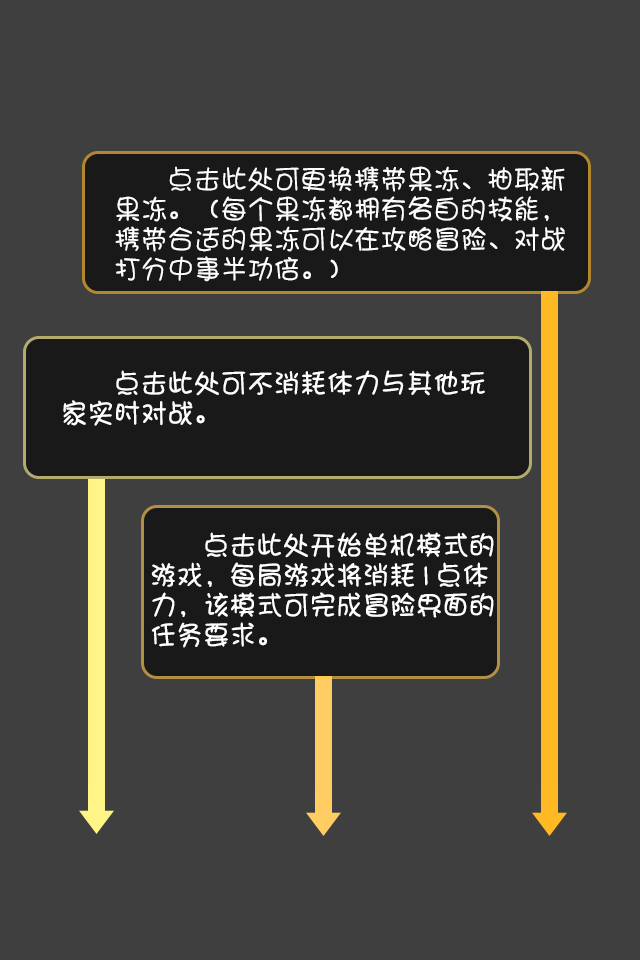 点击此处可更换携带果冻、抽取新
果冻。（每个果冻都拥有各自的技能，
携带合适的果冻可以在攻略冒险、对战
打分中事半功倍。）
点击此处可不消耗体力与其他玩
家实时对战。
点击此处开始单机模式的
游戏，每局游戏将消耗1点体
力，该模式可完成冒险界面的
任务要求。